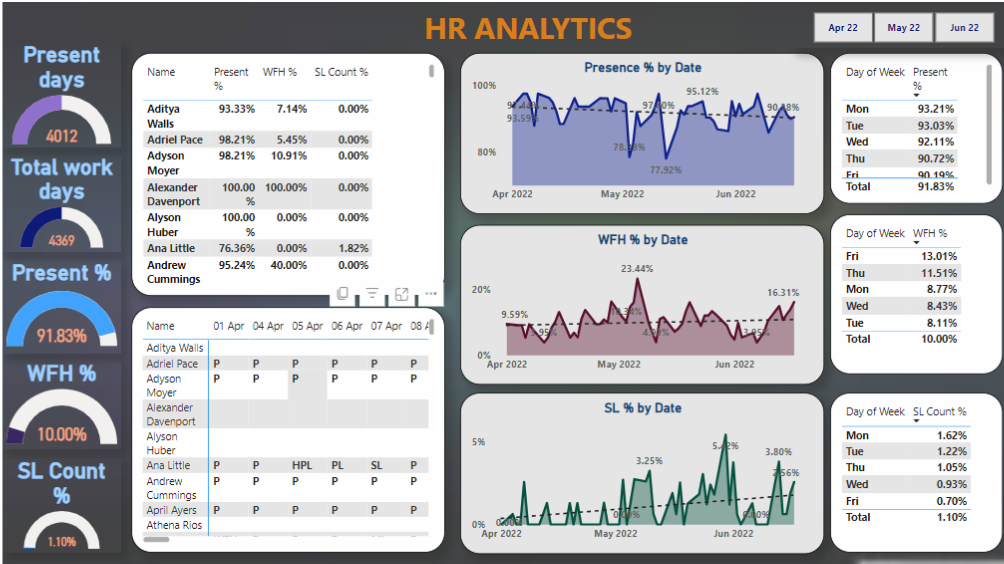 HR ANALYTICS
Apr 22 May 22 Jun 22
Present
days
4012
Total work
days
4369
Present %
91.83%
WFH %
10.00%
SL Count
%
1.10%
Name Present % WFH % SL Count %
Aditya Walls 93.33% 7.14% 0.00%
Adriel Pace 98.21% 5.45% 0.00%
Adyson Moyer 98.21% 10.91% 0.00%
Alexander Davenport 100.00% 100.00% 0.00%
Alyson Huber 100.00% 0.00% 0.00%
Ana Little 76.36% 0.00% 1.82%
Andrew Cummings 95.24% 40.00% 0.00%
Name 01 Apr 04 Apr 05 Apr 06 Apr 07 Apr 08 A
Aditya Walls
Adriel Pace P P P P P P
Adyson Moyer P P P P P P
Alexander Davenport
Alyson Huber
Ana Little P P HPL PL SL P
Andrew Cummings P P P P P P
April Ayers P P P P P P
Athena Rios
Presence % by Date
100%
80%
93.59%
97.00%
95.12%
77.92%
Apr 2022 May 2022 Jun 2022
WFH % by Date
20%
0%
9.59%
23.44%
16.31%
Apr 2022 May 2022 Jun 2022
SL % by Date
5%
0%
0.00%
3.25%
3.80%
Apr 2022 May 2022 Jun 2022
Day of Week Present %
Mon 93.21%
Tue 93.03%
Wed 92.11%
Thu 90.72%
Fri 90.19%
Total 91.83%
Day of Week WFH %
Fri 13.01%
Thu 11.51%
Mon 8.77%
Wed 8.43%
Tue 8.11%
Total 10.00%
Day of Week SL Count %
Mon 1.62%
Tue 1.22%
Thu 1.05%
Wed 0.93%
Fri 0.70%
Total 1.10%